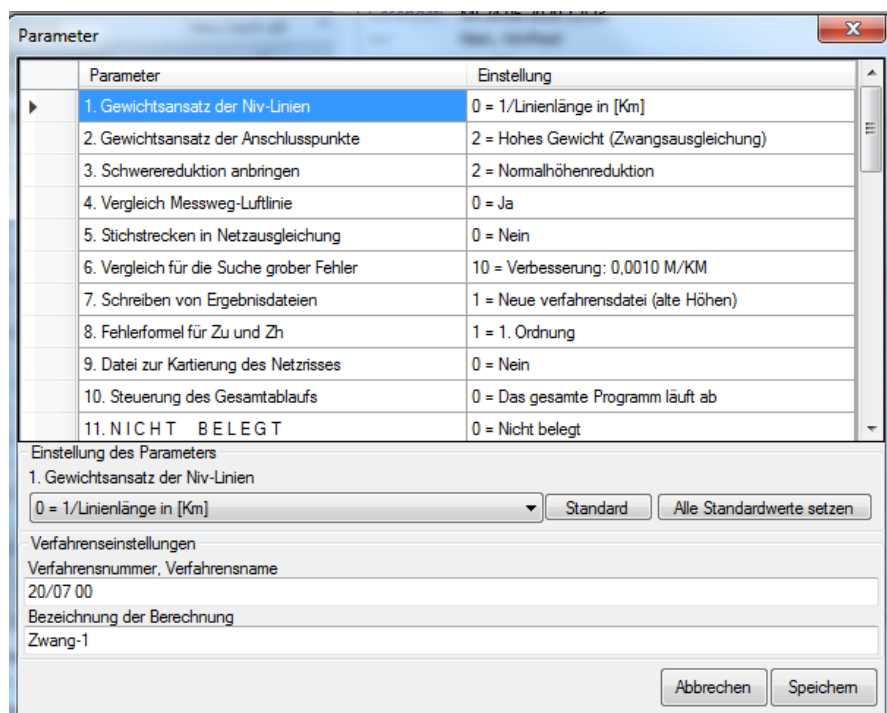 Parameter
Parameter Einstellung
1. Gewichtsansatz der Niv-Linien 0 = 1/Linienlänge in [Km]
2. Gewichtsansatz der Anschlusspunkte 2 = Hohes Gewicht (Zwangsausgleichung)
3. Schwerereduktion anbringen 2 = Normalhöhenreduktion
4. Vergleich Messweg-Luftlinie 0 = Ja
5. Stichstrecken in Netzausgleichung 0 = Nein
6. Vergleich für die Suche grober Fehler 10 = Verbesserung: 0,0010 M/KM
7. Schreiben von Ergebnisdateien 1 = Neue verfahrensdatei (alte Höhen)
8. Fehlerformel für Zu und Zh 1 = 1. Ordnung
9. Datei zur Kartierung des Netzrisses 0 = Nein
10. Steuerung des Gesamtablaufs 0 = Das gesamte Programm läuft ab
11. N I C H T B E L E G T 0 = Nicht belegt
Einstellung des Parameters
1. Gewichtsansatz der Niv-Linien
0 = 1/Linienlänge in [Km] Standard Alle Standardwerte setzen
Verfahrenseinstellungen
Verfahrensnummer, Verfahrensname
20/07 00
Bezeichnung der Berechnung
Zwang-1
Abbrechen Speichern